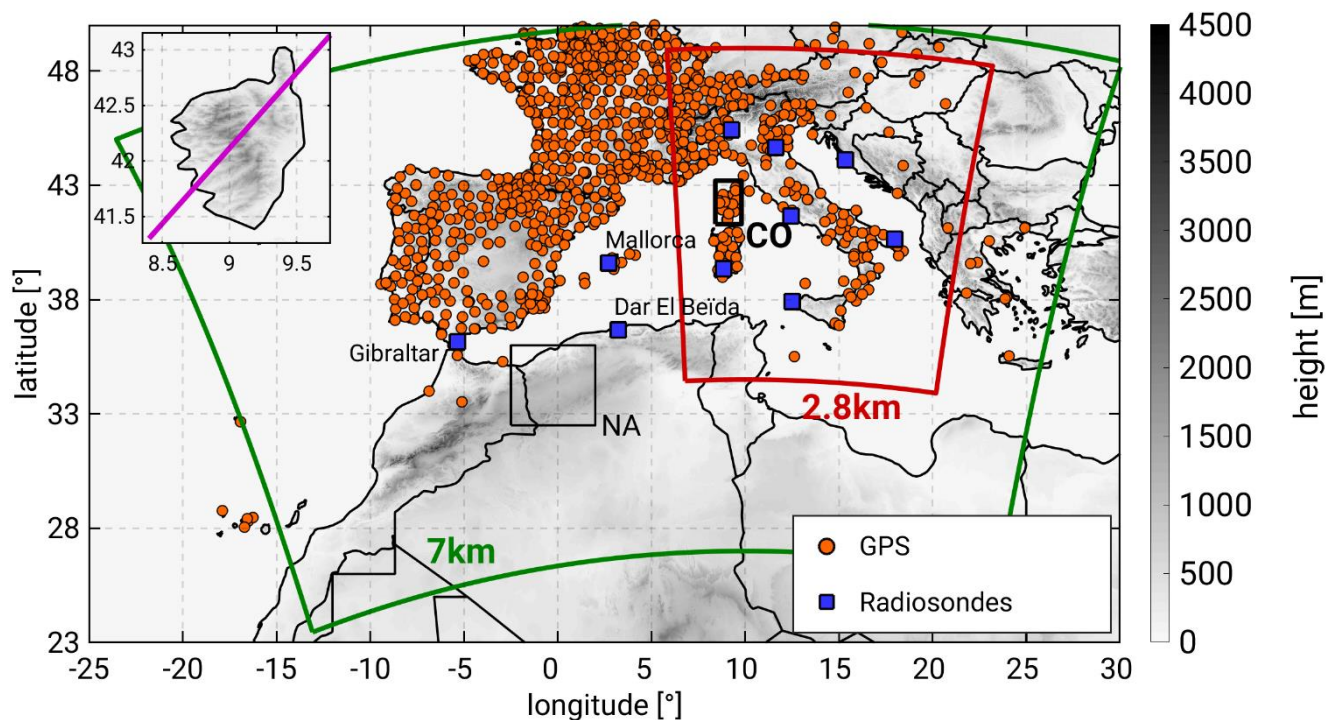 43
42.5
42
41.5
8.5
9
9.5
48
43
38
33
28
23
-25
-20
-15
-10
-5
0
5
10
15
20
25
30
latitude [°]
longitude [°]
Mallorca
CO
Dar El Beïda
Gibraltar
NA
2.8km
7km
GPS
Radiosondes
4500
4000
3500
3000
2500
2000
1500
1000
500
0
height [m]